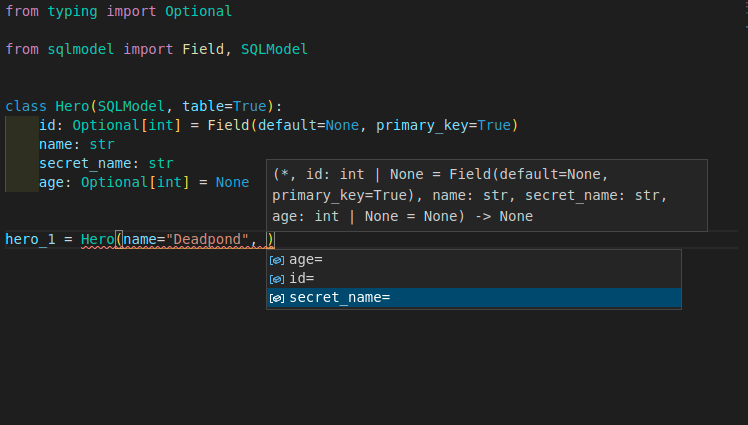 from typing import Optional
from sqlmodel import Field, SQLModel
class Hero(SQLModel, table=True):
    id: Optional[int] = Field(default=None, primary_key=True)
    name: str
    secret_name: str
    age: Optional[int] = None
(*, id: int | None = Field(default=None,
primary_key=True), name: str, secret_name: str,
age: int | None = None) -> None
hero_1 = Hero(name="Deadpond", )
age=
id=
secret_name=